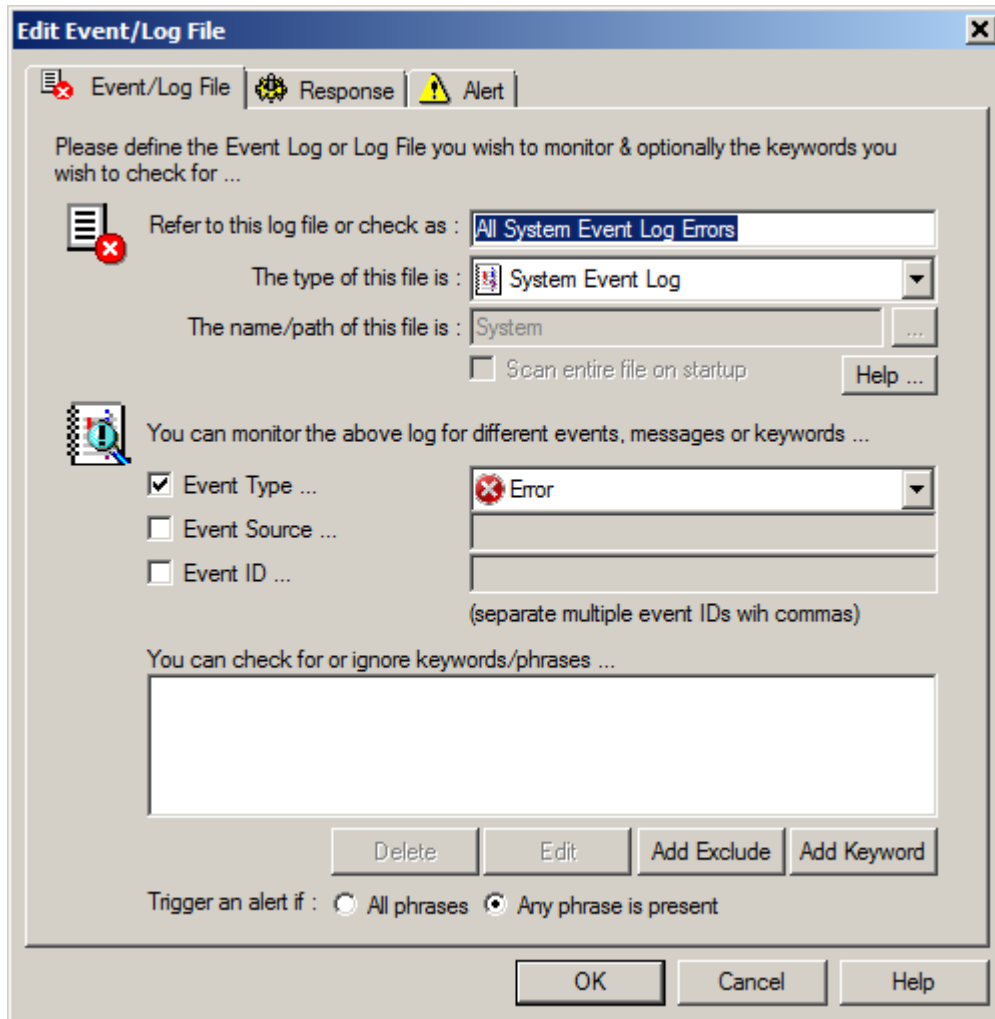 Edit Event/Log File
Event/Log File Response Alert
Please define the Event Log or Log File you wish to monitor & optionally the keywords you
wish to check for ...
Refer to this log file or check as : All System Event Log Errors
The type of this file is : System Event Log
The name/path of this file is : System ...
Scan entire file on startup Help ...
You can monitor the above log for different events, messages or keywords ...
Event Type ... Error
Event Source ...
Event ID ...
(separate multiple event IDs wih commas)
You can check for or ignore keywords/phrases ...
Delete Edit Add Exclude Add Keyword
Trigger an alert if : All phrases Any phrase is present
OK Cancel Help